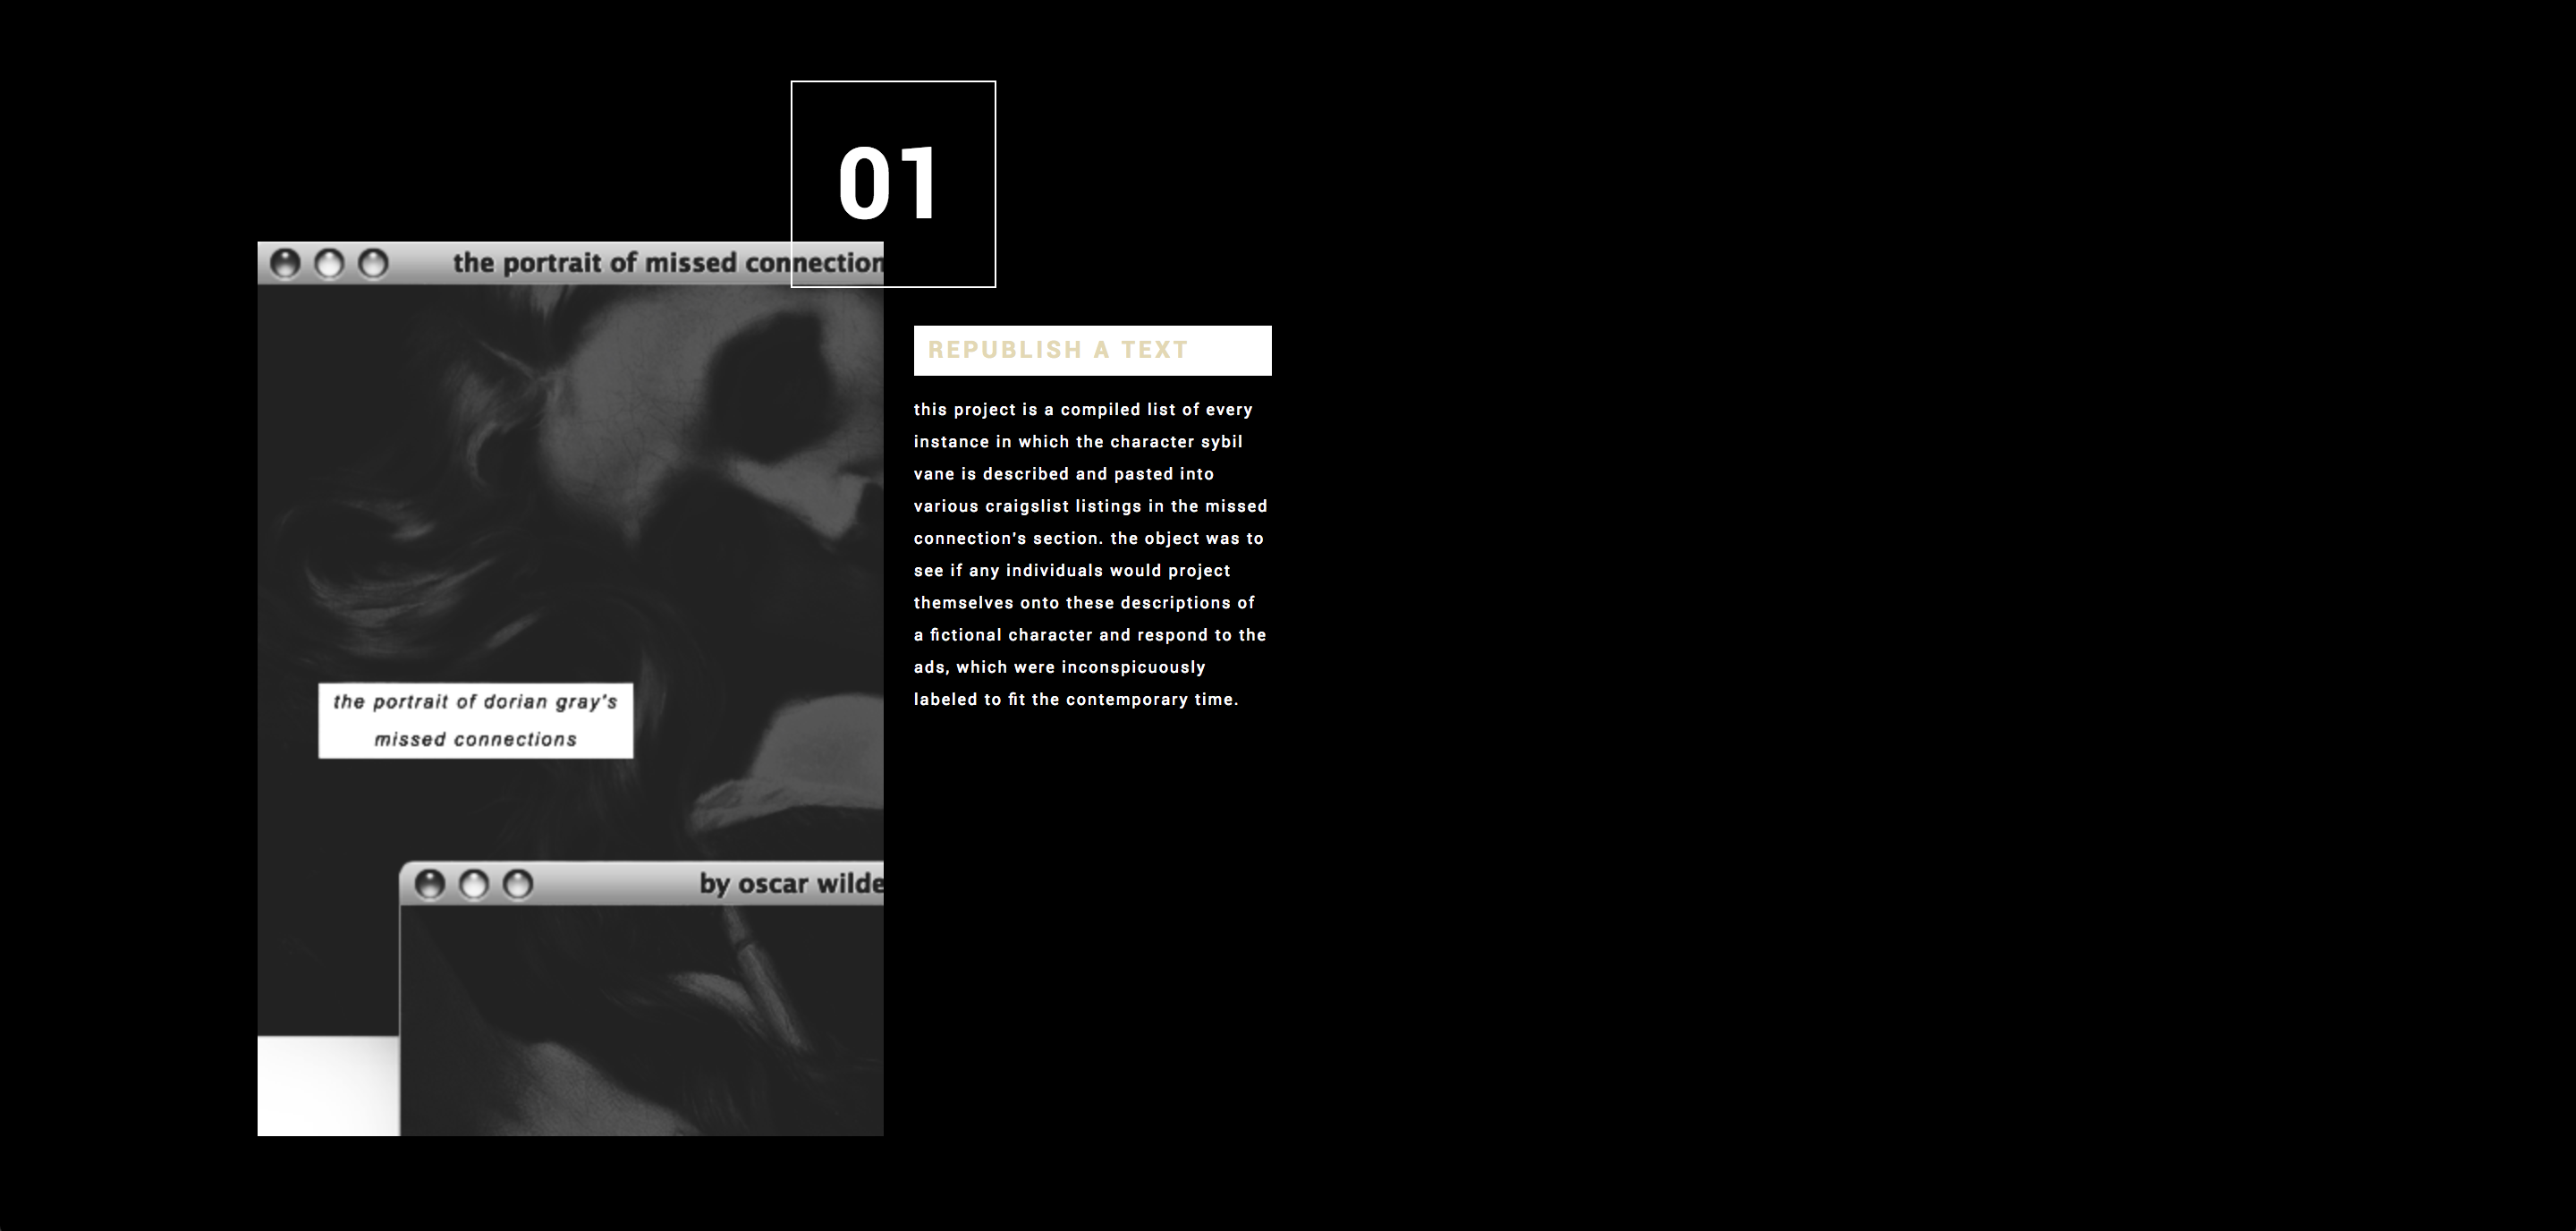 01
the portrait of missed connection
REPUBLISH A TEXT
this project is a compiled list of every
instance in which the character sybil
vane is described and pasted into
various craigslist listings in the missed
connection's section. the object was to
see if any individuals would project
themselves onto these descriptions of
a fictional character and respond to the
ads, which were inconspicuously
labeled to fit the contemporary time.
the portrait of dorian gray's
missed connections
by oscar wilde